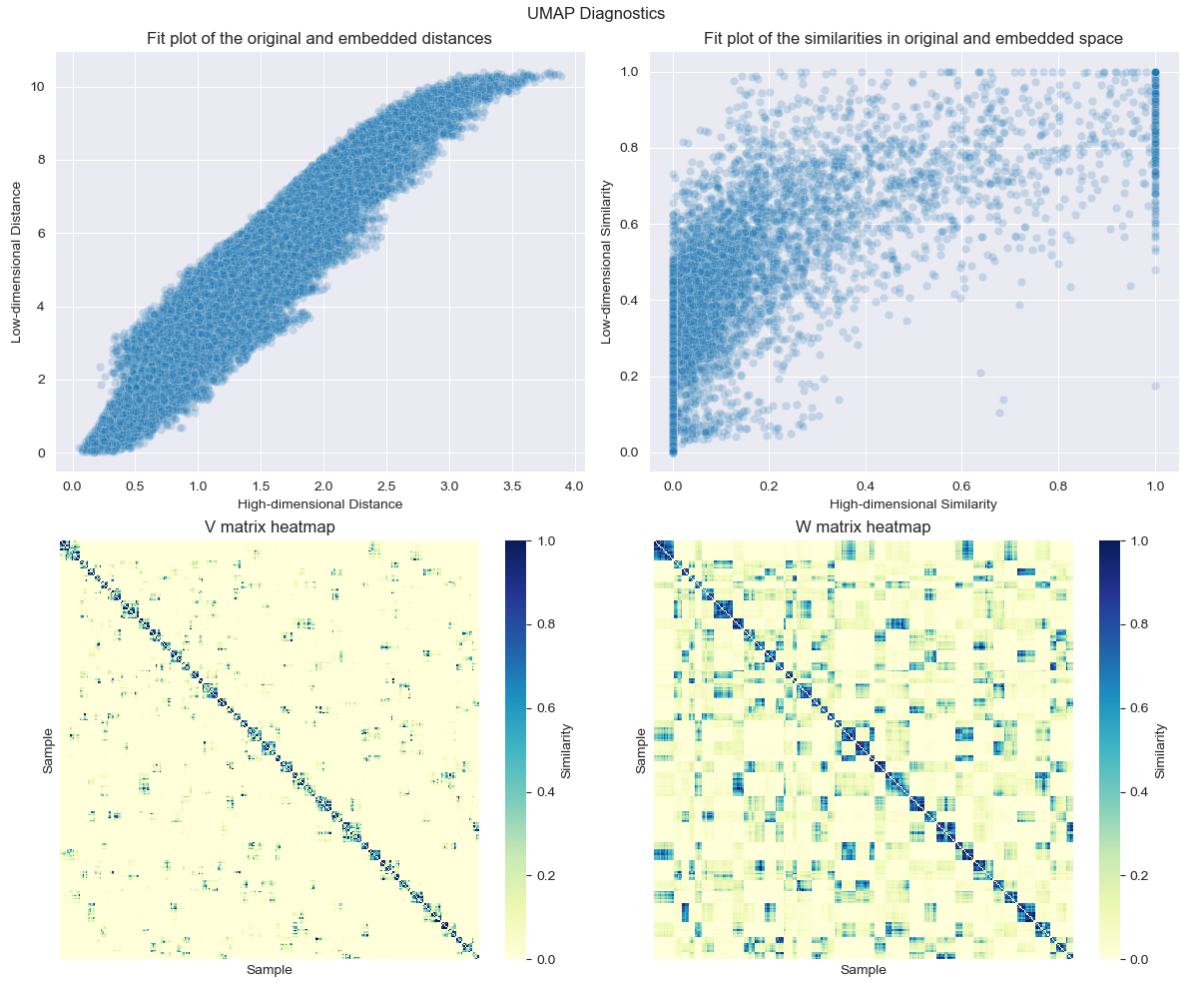 UMAP Diagnostics
Fit plot of the original and embedded distances
10
8
6
4
2
0
Low-dimensional Distance
0.0 0.5 1.0 1.5 2.0 2.5 3.0 3.5 4.0
High-dimensional Distance
Fit plot of the similarities in original and embedded space
1.0
0.8
0.6
0.4
0.2
0.0
Low-dimensional Similarity
0.0 0.2 0.4 0.6 0.8 1.0
High-dimensional Similarity
V matrix heatmap
Sample
Sample
1.0
0.8
0.6
0.4
0.2
0.0
Similarity
W matrix heatmap
Sample
Sample
1.0
0.8
0.6
0.4
0.2
0.0
Similarity